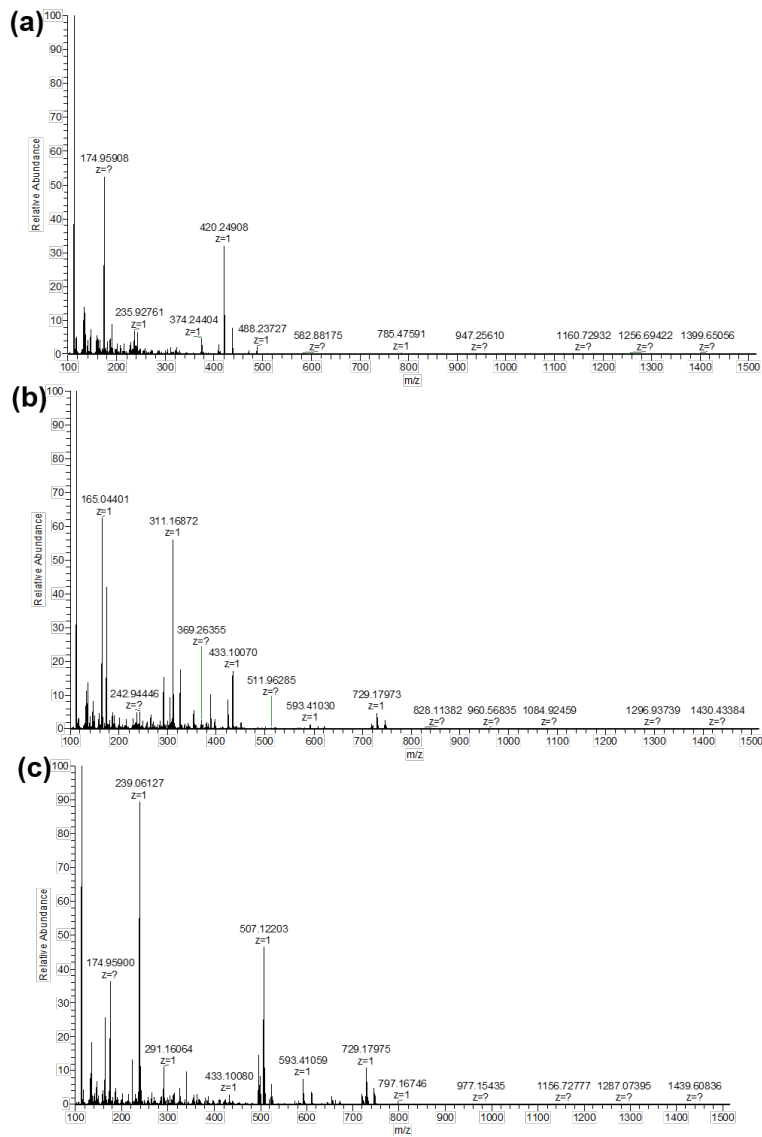 (a)
100
90
80
70
60
50
40
30
20
10
0
Relative Abundance
174.95908
z=?
235.92761
z=1
374.24404
z=1
420.24908
z=1
488.23727
z=1
582.88175
z=?
785.47591
z=1
947.25610
z=?
1160.72932
z=?
1256.69422
z=?
1399.65056
z=?
100 200 300 400 500 600 700 800 900 1000 1100 1200 1300 1400 1500
m/z
(b)
100
90
80
70
60
50
40
30
20
10
0
Relative Abundance
165.04401
z=1
242.94446
z=?
311.16872
z=1
369.26355
z=?
433.10070
z=1
511.96285
z=?
593.41030
z=1
729.17973
z=1
828.11382
z=?
960.56835
z=?
1084.92459
z=?
1296.93739
z=?
1430.43384
z=?
100 200 300 400 500 600 700 800 900 1000 1100 1200 1300 1400 1500
m/z
(c)
100
90
80
70
60
50
40
30
20
10
0
Relative Abundance
174.95900
z=?
239.06127
z=1
291.16064
z=1
433.10080
z=1
507.12203
z=1
593.41059
z=1
729.17975
z=1
797.16746
z=1
977.15435
z=?
1156.72777
z=?
1287.07395
z=?
1439.60836
z=?
100 200 300 400 500 600 700 800 900 1000 1100 1200 1300 1400 1500
m/z